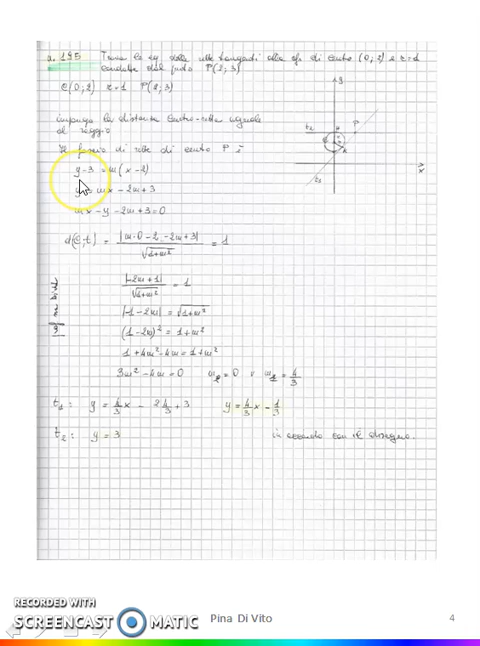 n. 195 Trova le eq delle rette tangenti alla cfr di centro (0; 2) e r=1
condotte dal punto P(2; 3)
C(0; 2) r=1 P(2; 3)
impongo la distanza centro-retta uguale
al raggio
Il fascio di rette di centro P è
y-3 = m(x-2)
y = mx - 2m + 3
mx - y - 2m + 3 = 0
d(C; t) = |m·0 - 2 - 2m + 3| / √1+m² = 1
|-2m + 1| / √1+m² = 1
|1 - 2m| = √1+m²
(1 - 2m)² = 1 + m²
1 + 4m² - 4m = 1 + m²
3m² - 4m = 0 m₂ = 0 v m₁ = 4/3
t₁: y = 4/3 x - 2 4/3 + 3 y = 4/3 x - 1/3
t₂: y = 3 in accordo con il disegno.
y
t₂
P
x
t₁
RECORDED WITH
SCREENCAST MATIC
Pina Di Vito
4